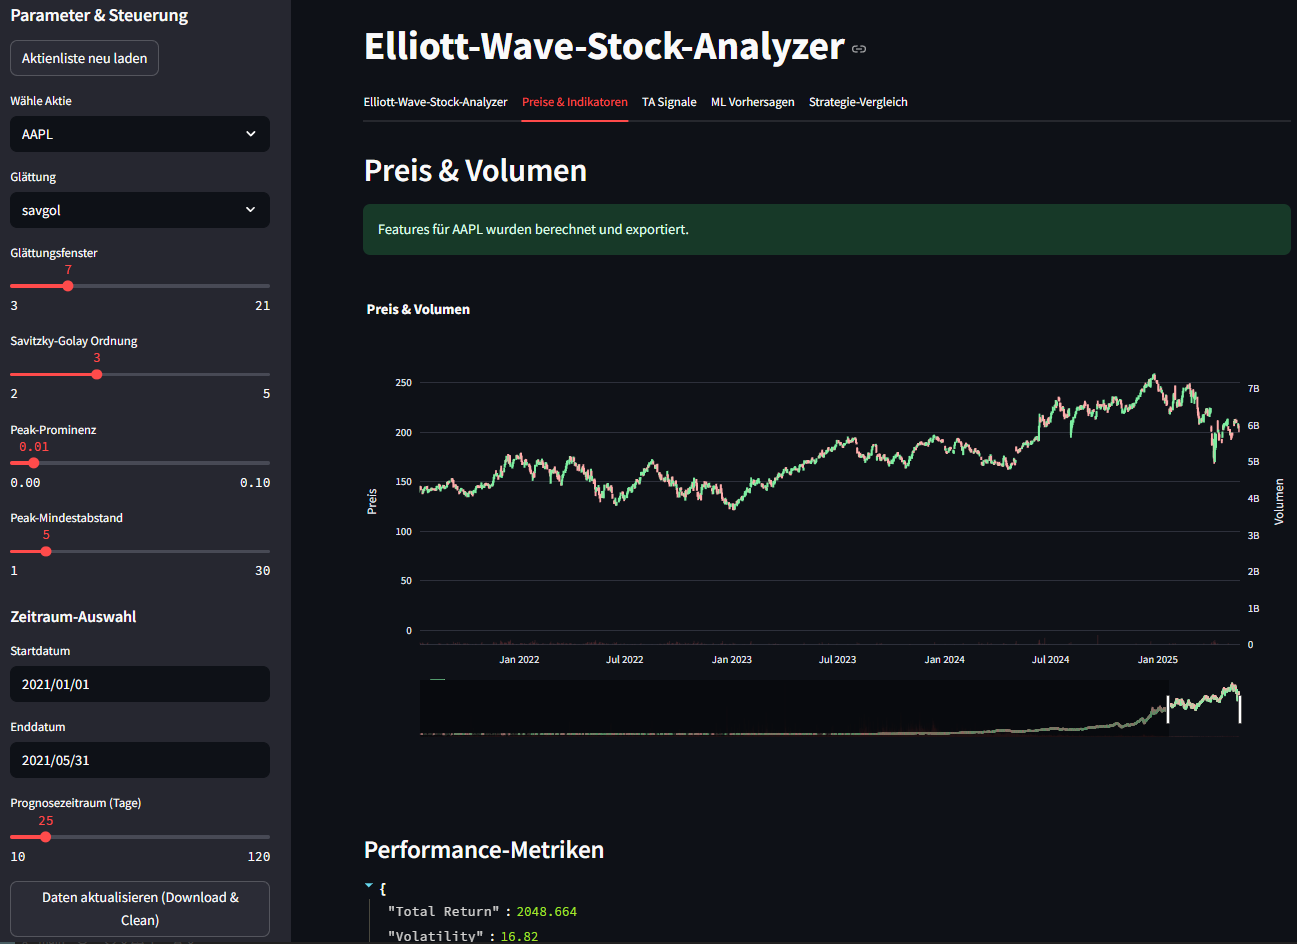 Parameter & Steuerung
Aktienliste neu laden
Wähle Aktie
AAPL
Glättung
savgol
Glättungsfenster
7
3 21
Savitzky-Golay Ordnung
3
2 5
Peak-Prominenz
0.01
0.00 0.10
Peak-Mindestabstand
5
1 30
Zeitraum-Auswahl
Startdatum
2021/01/01
Enddatum
2021/05/31
Prognosezeitraum (Tage)
25
10 120
Daten aktualisieren (Download &
Clean)
Elliott-Wave-Stock-Analyzer
Elliott-Wave-Stock-Analyzer Preise & Indikatoren TA Signale ML Vorhersagen Strategie-Vergleich
Preis & Volumen
Features für AAPL wurden berechnet und exportiert.
Preis & Volumen
250
200
150
100
50
0
Preis
7B
6B
5B
4B
3B
2B
1B
0
Volumen
Jan 2022 Jul 2022 Jan 2023 Jul 2023 Jan 2024 Jul 2024 Jan 2025
Performance-Metriken
{
"Total Return" : 2048.664
"Volatility" : 16.82